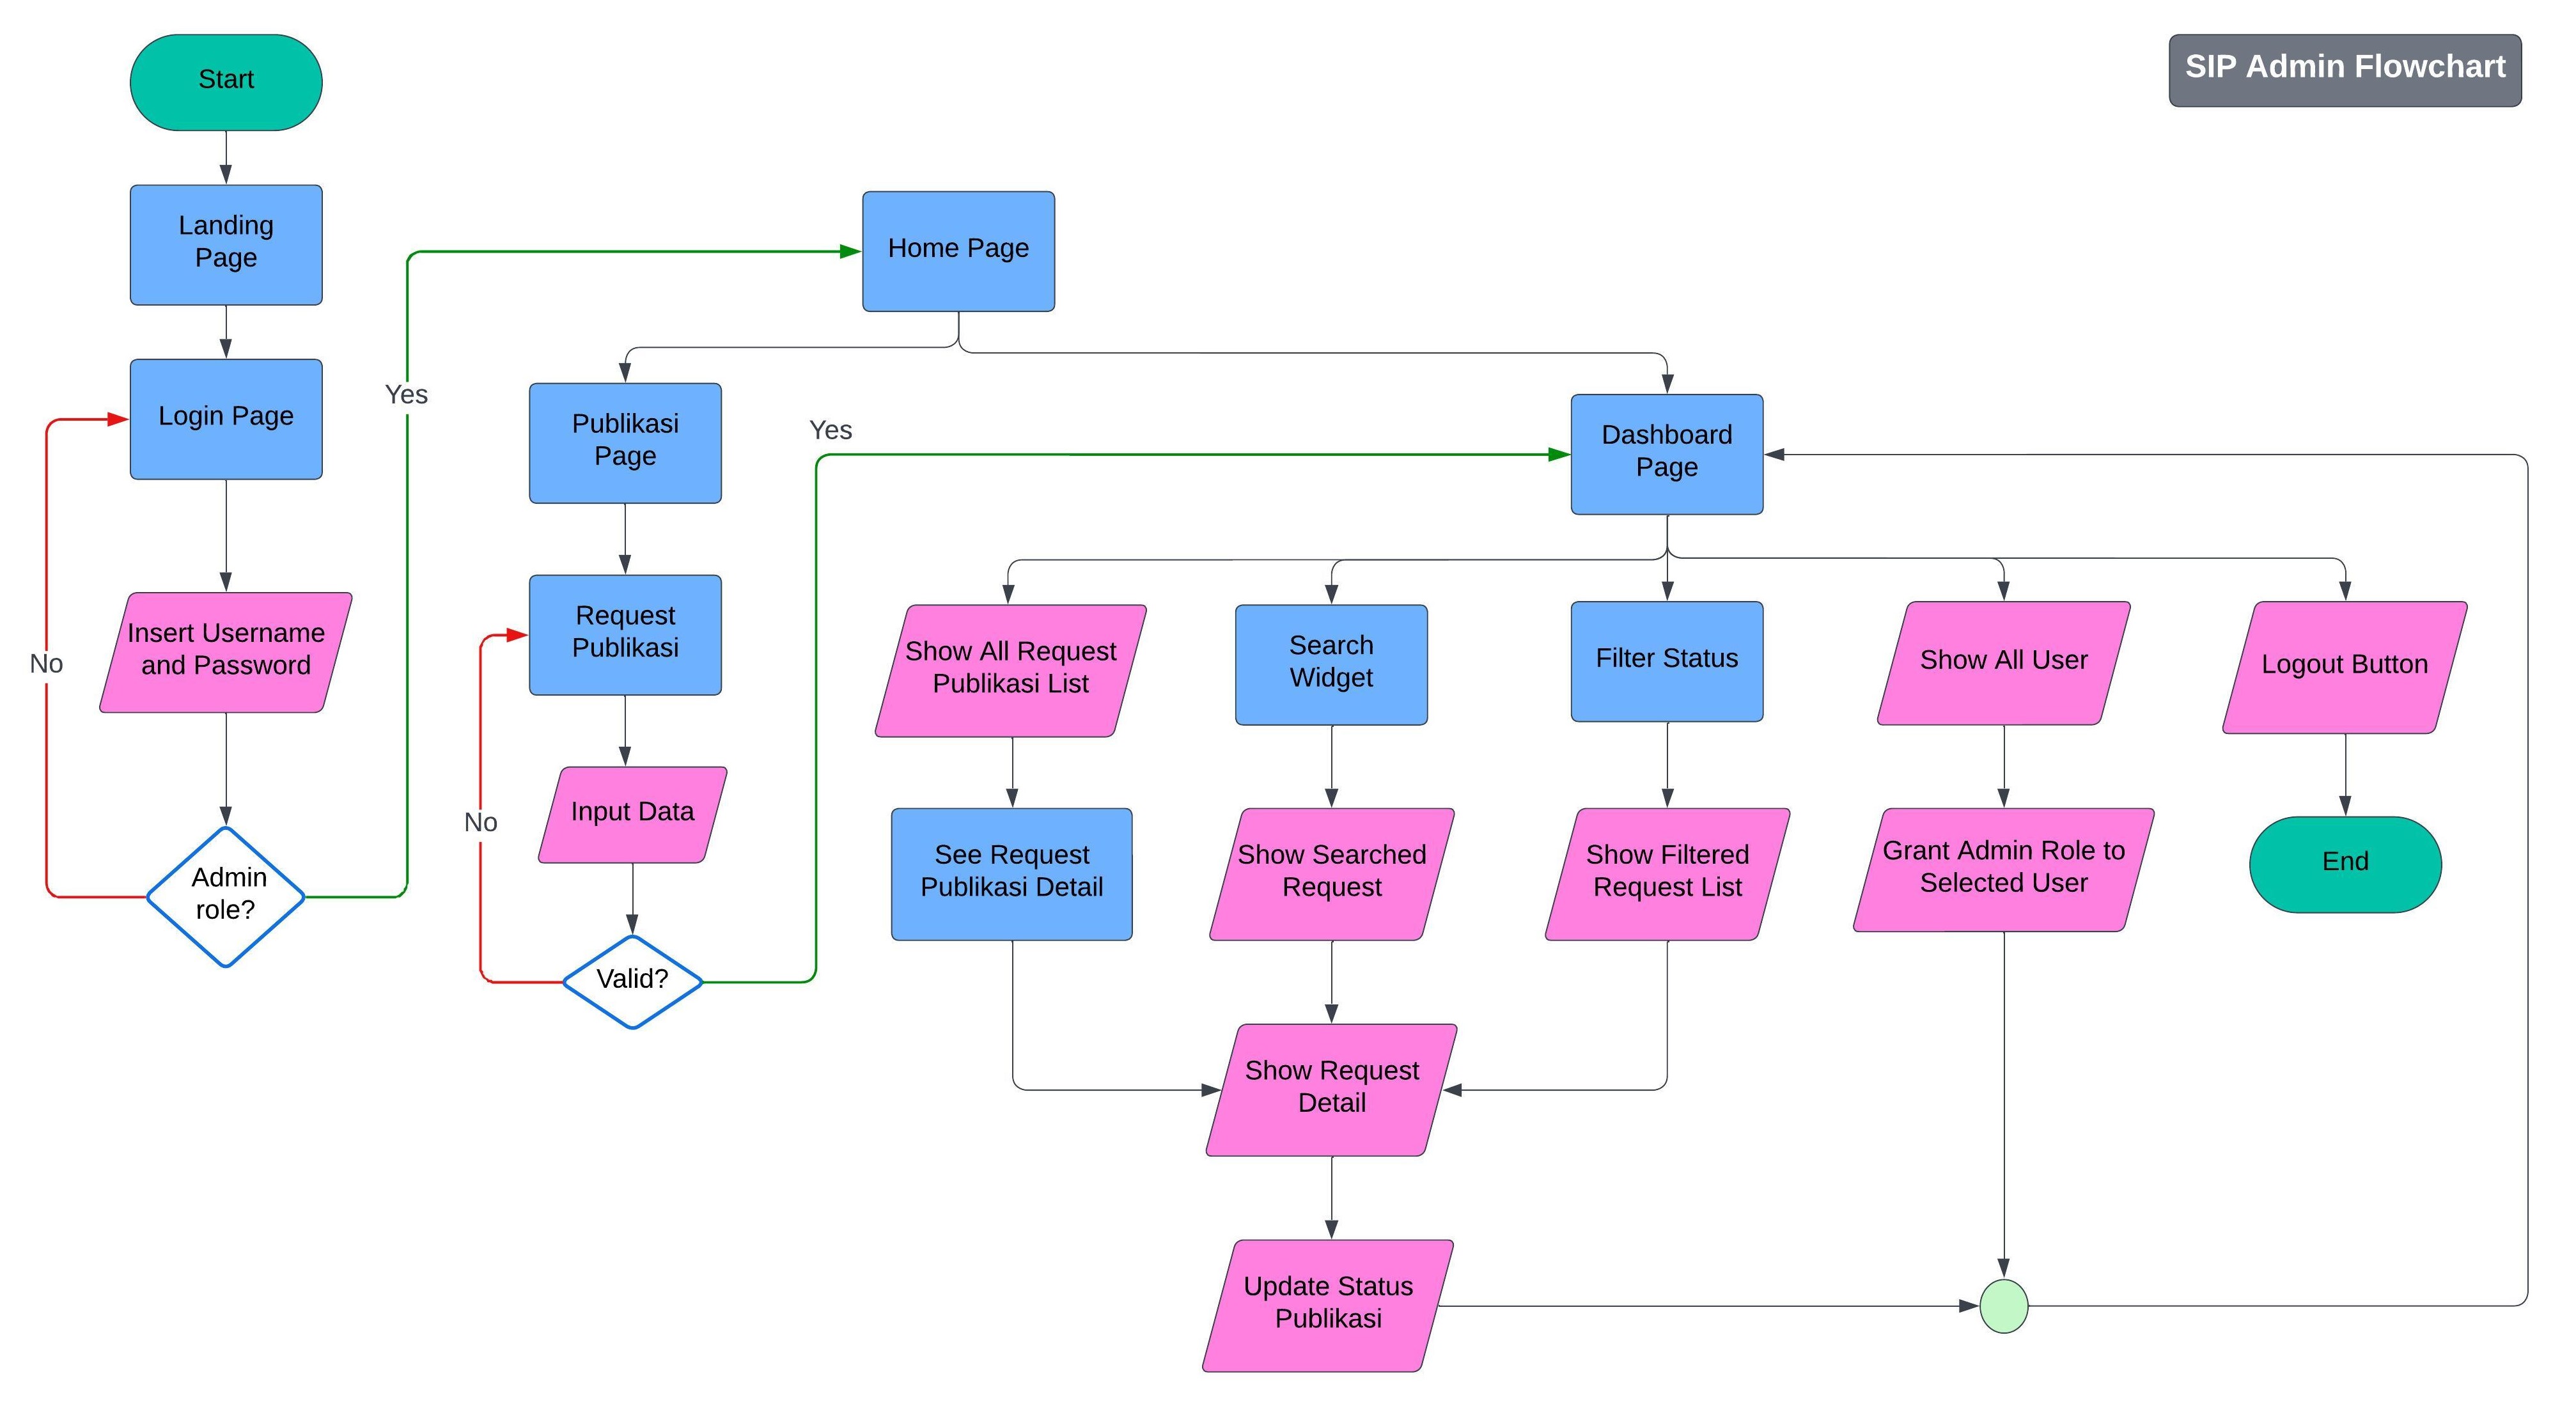 SIP Admin Flowchart
Start
Landing
Page
Login Page
Insert Username
and Password
Admin
role?
No
Yes
Home Page
Publikasi
Page
Request
Publikasi
Input Data
Valid?
No
Yes
Dashboard
Page
Show All Request
Publikasi List
See Request
Publikasi Detail
Search
Widget
Show Searched
Request
Filter Status
Show Filtered
Request List
Show Request
Detail
Update Status
Publikasi
Show All User
Grant Admin Role to
Selected User
Logout Button
End